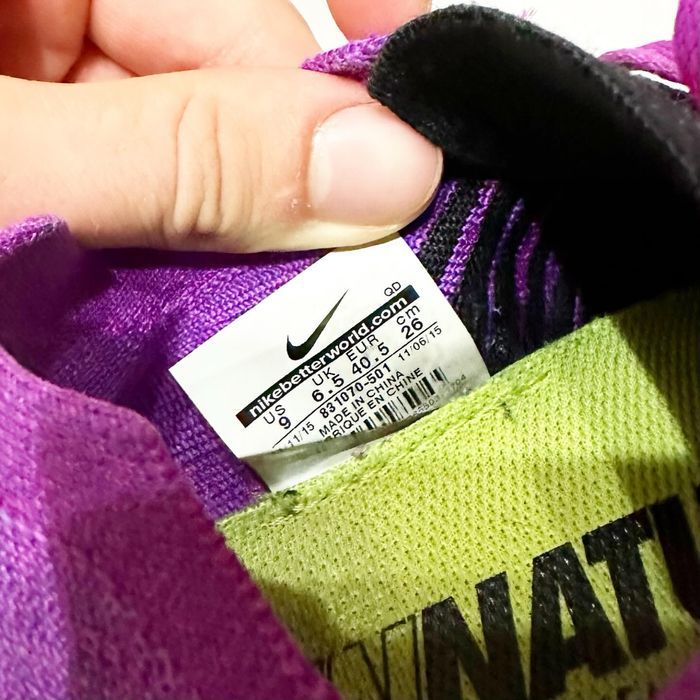 QD
nikebetterworld.com
US UK EUR cm
9 6.5 40.5 26
11/15 831070-501 11/06/15
MADE IN CHINA
RIQUE EN CHINE
NATU